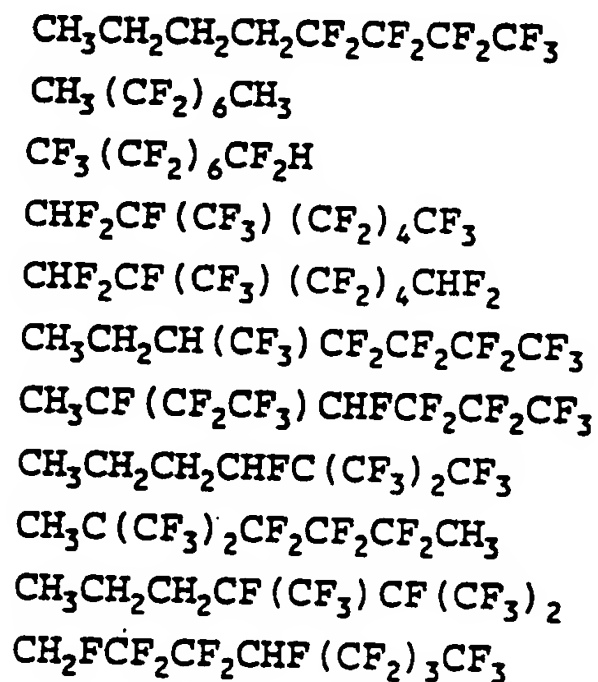 CH₃CH₂CH₂CH₂CF₂CF₂CF₂CF₃
CH₃(CF₂)₆CH₃
CF₃(CF₂)₆CF₂H
CHF₂CF(CF₃)(CF₂)₄CF₃
CHF₂CF(CF₃)(CF₂)₄CHF₂
CH₃CH₂CH(CF₃)CF₂CF₂CF₂CF₃
CH₃CF(CF₂CF₃)CHFCF₂CF₂CF₃
CH₃CH₂CH₂CHFC(CF₃)₂CF₃
CH₃C(CF₃)₂CF₂CF₂CF₂CH₃
CH₃CH₂CH₂CF(CF₃)CF(CF₃)₂
CH₂FCF₂CF₂CHF(CF₂)₃CF₃